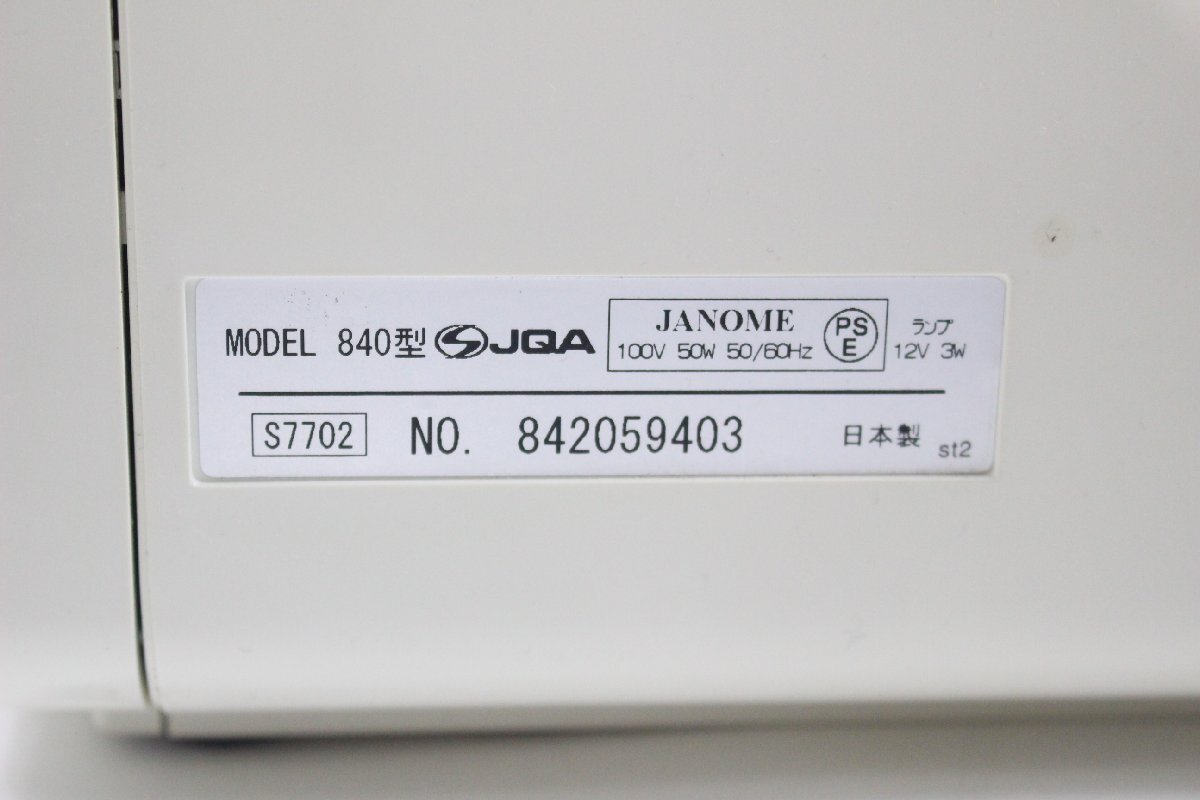 MODEL 840型 JQA
JANOME
100V 50W 50/60Hz
PS
E
ランプ
12V 3W
S7702 NO. 842059403 日本製 st2